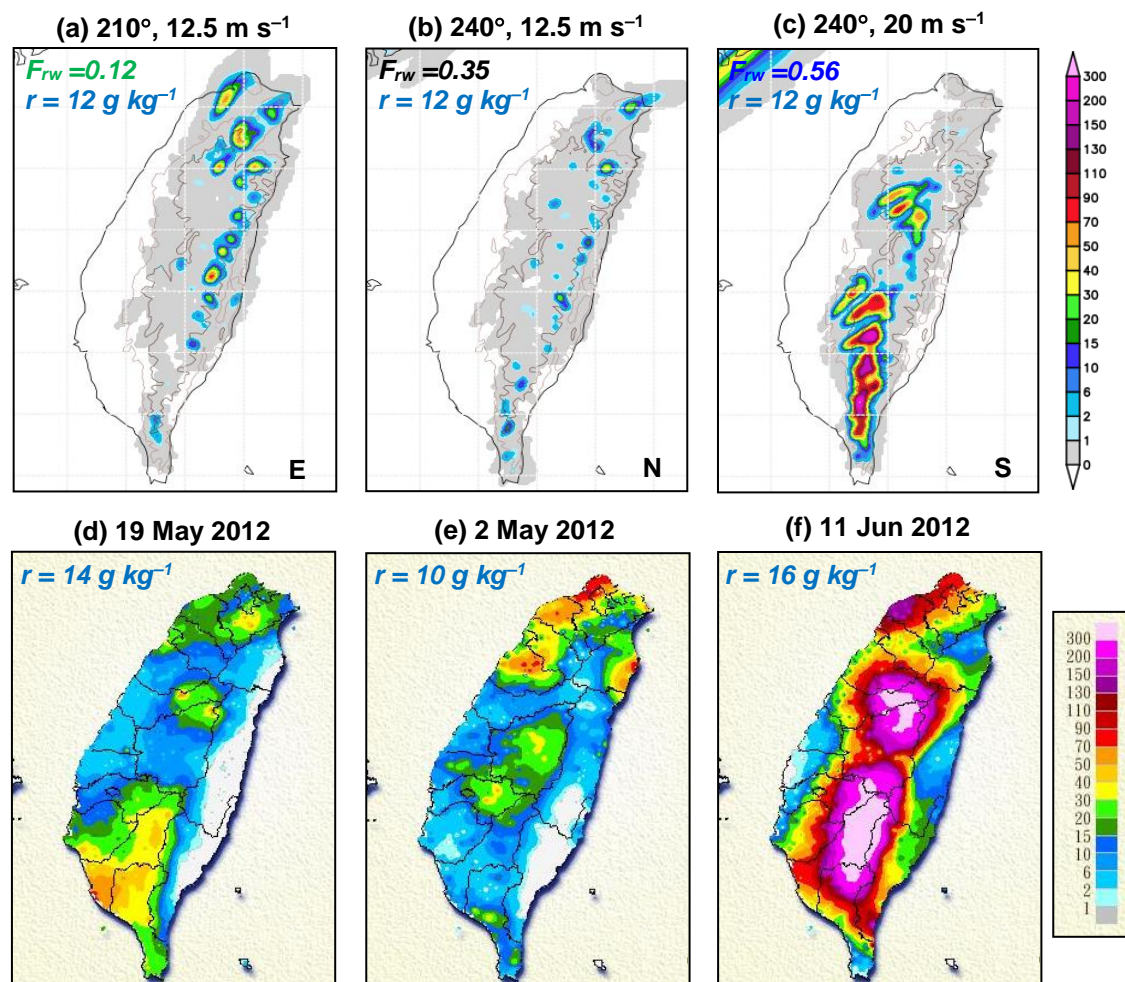 (a) 210°, 12.5 m s⁻¹
(b) 240°, 12.5 m s⁻¹
(c) 240°, 20 m s⁻¹
F_rw =0.12
r = 12 g kg⁻¹
E
F_rw =0.35
r = 12 g kg⁻¹
N
F_rw =0.56
r = 12 g kg⁻¹
S
300
200
150
130
110
90
70
50
40
30
20
15
10
6
2
1
0
(d) 19 May 2012
(e) 2 May 2012
(f) 11 Jun 2012
r = 14 g kg⁻¹
r = 10 g kg⁻¹
r = 16 g kg⁻¹
300
200
150
130
110
90
70
50
40
30
20
15
10
6
2
1